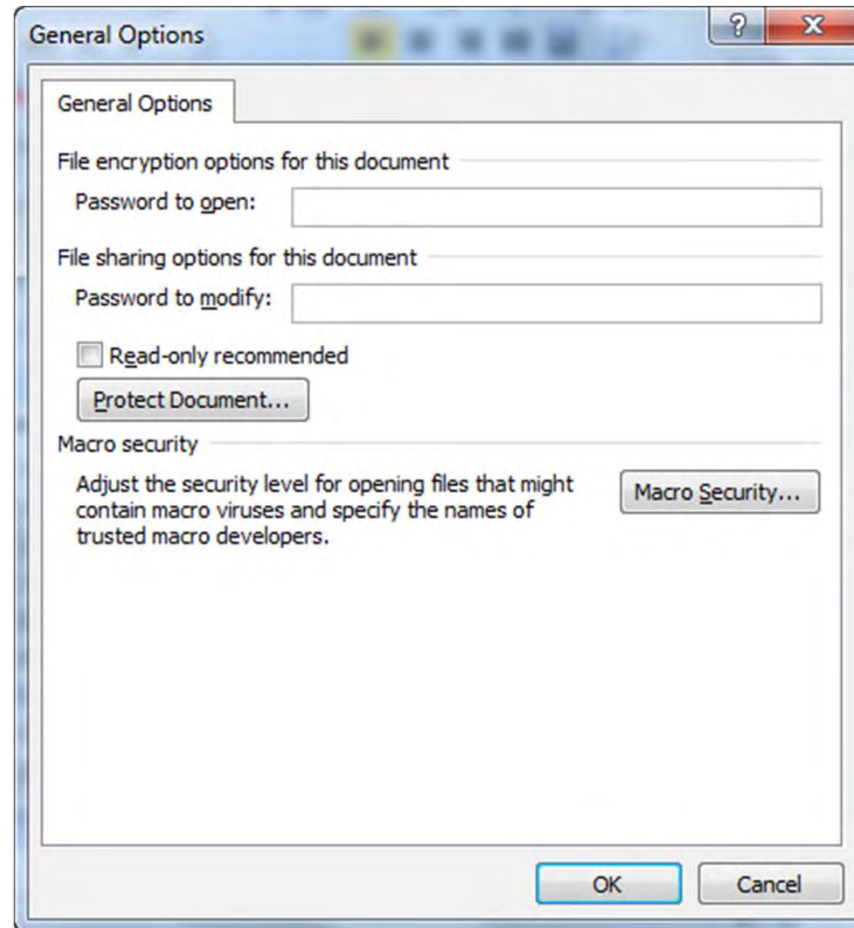 General Options
?
X
General Options
File encryption options for this document
Password to open:
File sharing options for this document
Password to modify:
Read-only recommended
Protect Document...
Macro security
Adjust the security level for opening files that might
contain macro viruses and specify the names of
trusted macro developers.
Macro Security...
OK
Cancel